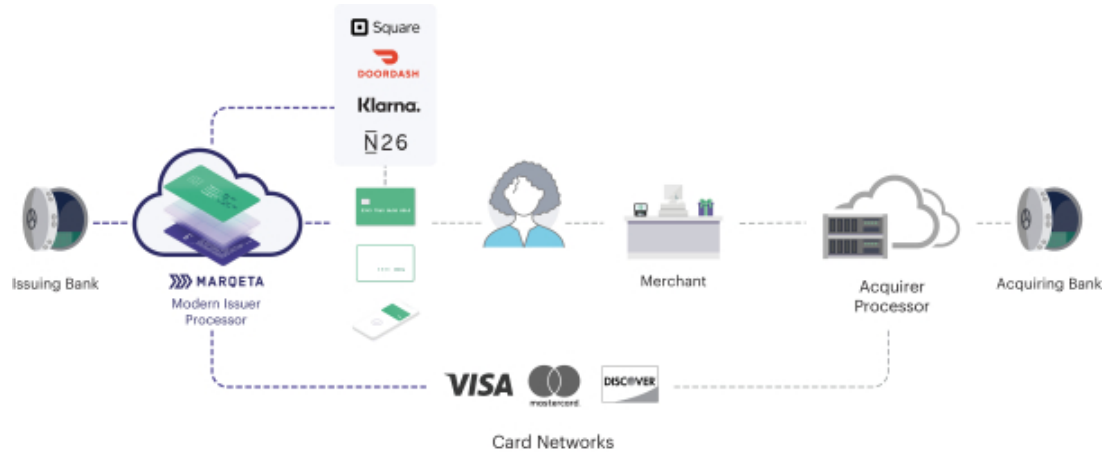 Square
DOORDASH
Klarna.
N26
Issuing Bank
MARQETA
Modern Issuer
Processor
Merchant
Acquirer
Processor
Acquiring Bank
VISA
mastercard.
DISCOVER
Card Networks